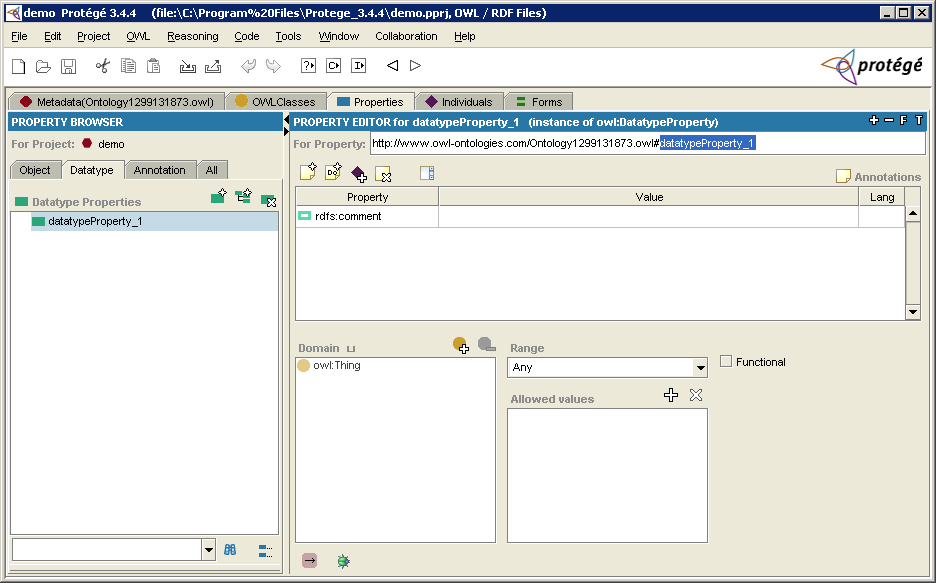 demo Protégé 3.4.4 (file:\C:\Program%20Files\Protege_3.4.4\demo.pprj, OWL / RDF Files)
File Edit Project OWL Reasoning Code Tools Window Collaboration Help
protégé
Metadata(Ontology1299131873.owl) OWLClasses Properties Individuals Forms
PROPERTY BROWSER
For Project: demo
Object Datatype Annotation All
Datatype Properties
datatypeProperty_1
PROPERTY EDITOR for datatypeProperty_1 (instance of owl:DatatypeProperty)
F T
For Property: http://www.owl-ontologies.com/Ontology1299131873.owl#datatypeProperty_1
Annotations
Property Value Lang
rdfs:comment
Domain
owl:Thing
Range
Any
Functional
Allowed values